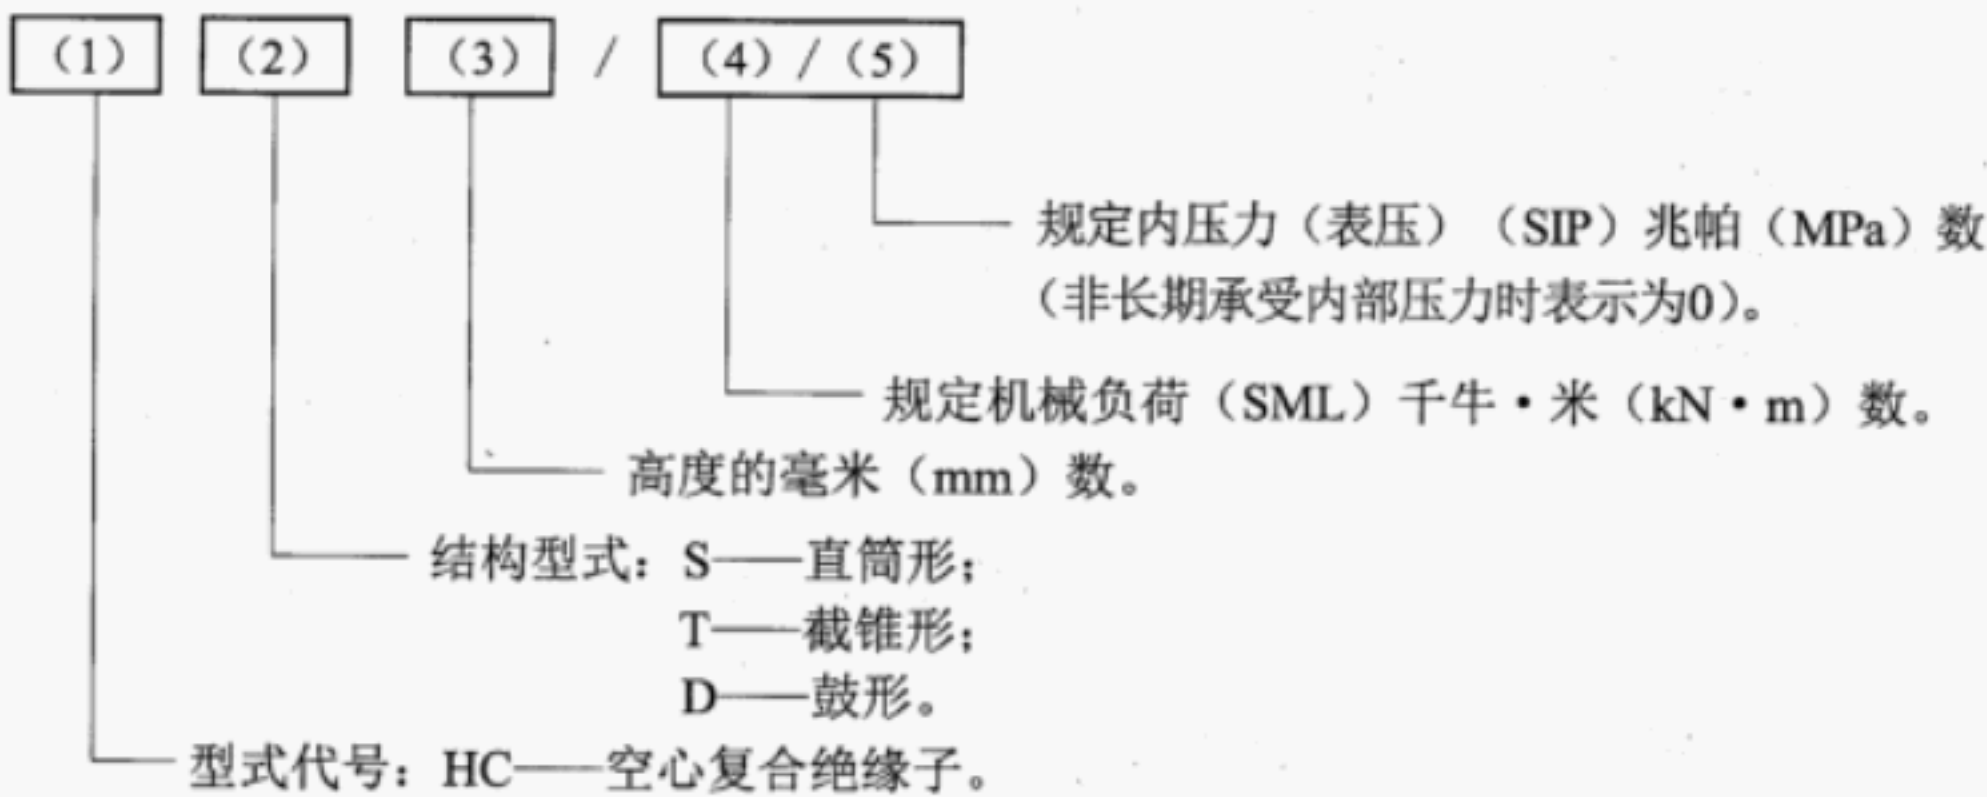 （1） （2） （3） / （4）/（5）
规定内压力（表压）（SIP）兆帕（MPa）数
（非长期承受内部压力时表示为0）。
规定机械负荷（SML）千牛·米（kN·m）数。
高度的毫米（mm）数。
结构型式：S——直筒形；
T——截锥形；
D——鼓形。
型式代号：HC——空心复合绝缘子。